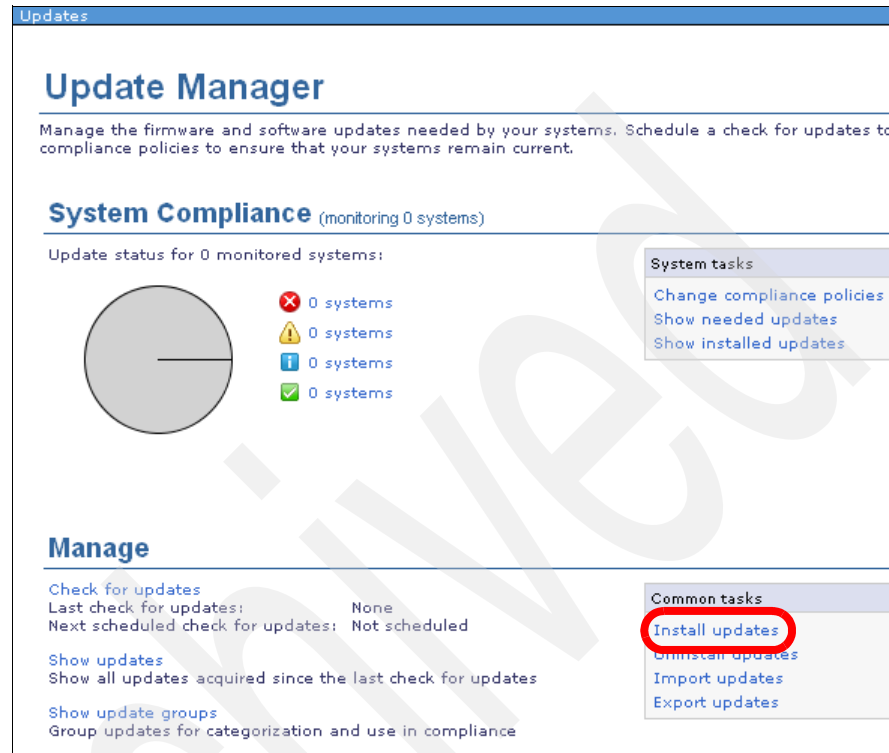 Updates
Update Manager
Manage the firmware and software updates needed by your systems. Schedule a check for updates to
compliance policies to ensure that your systems remain current.
System Compliance (monitoring 0 systems)
Update status for 0 monitored systems:
0 systems
0 systems
0 systems
0 systems
System tasks
Change compliance policies
Show needed updates
Show installed updates
Manage
Check for updates
Last check for updates: None
Next scheduled check for updates: Not scheduled
Show updates
Show all updates acquired since the last check for updates
Show update groups
Group updates for categorization and use in compliance
Common tasks
Install updates
Uninstall updates
Import updates
Export updates